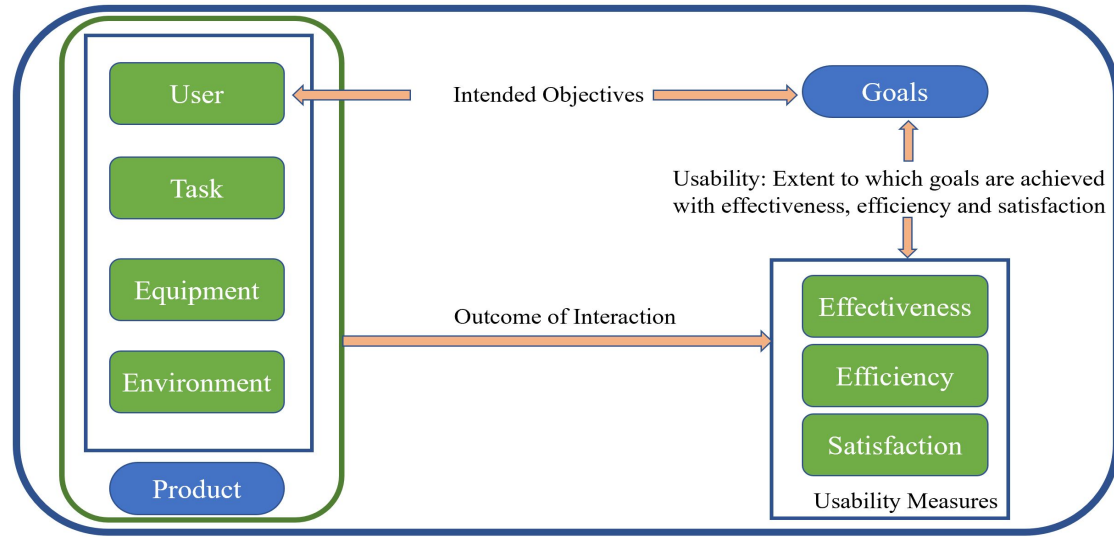 User
Intended Objectives
Goals
Task
Usability: Extent to which goals are achieved
with effectiveness, efficiency and satisfaction
Equipment
Effectiveness
Outcome of Interaction
Environment
Efficiency
Satisfaction
Product
Usability Measures